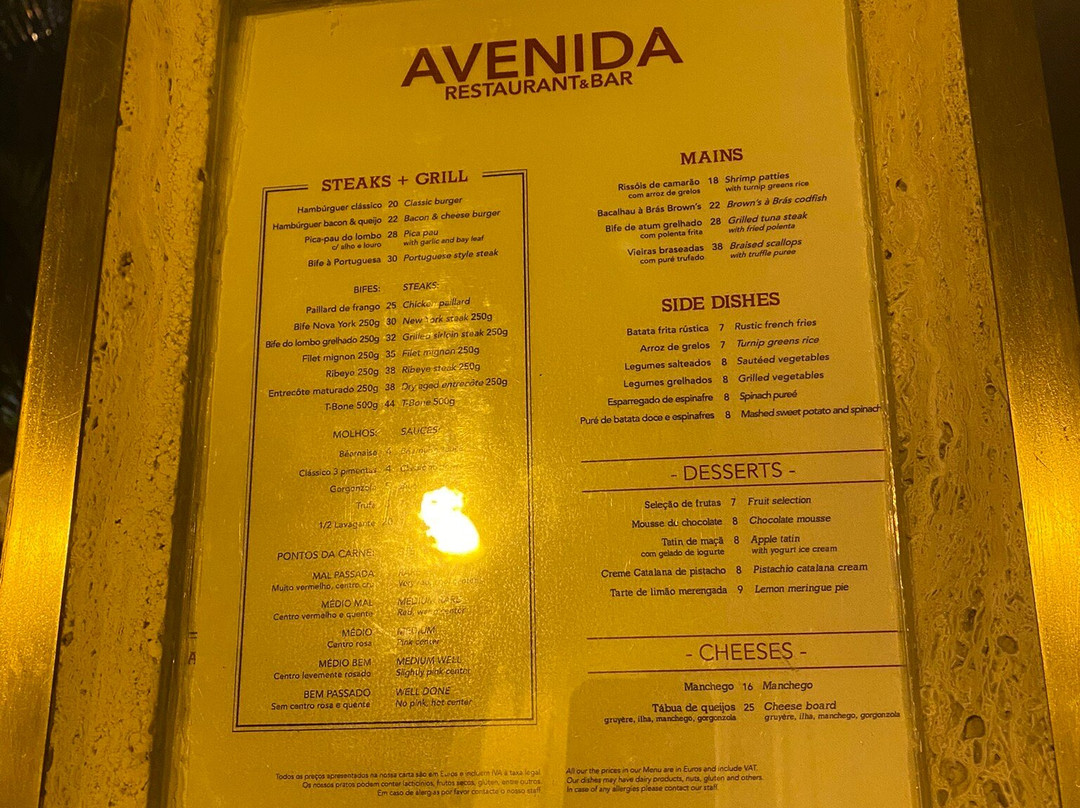 AVENIDA
RESTAURANT&BAR
STEAKS + GRILL
Hambúrguer clássico 20 Classic burger
Hambúrguer bacon & queijo 22 Bacon & cheese burger
Pica-pau do lombo 28 Pica pau
c/ alho e louro with garlic and bay leaf
Bife à Portuguesa 30 Portuguese style steak
BIFES: STEAKS:
Paillard de frango 25 Chicken paillard
Bife Nova York 250g 30 New York steak 250g
Bife do lombo grelhado 250g 32 Grilled sirloin steak 250g
Filet mignon 250g 35 Filet mignon 250g
Ribeye 250g 38 Ribeye steak 250g
Entrecôte maturado 250g 38 Dry aged entrecôte 250g
T-Bone 500g 44 T-Bone 500g
MOLHOS: SAUCES:
Béarnaise
Clássico 3 pimentas 4
Gorgonzola
Trufa
1/2 Lavagante
PONTOS DA CARNE:
MAL PASSADA
Muito vermelho, centro cru
MÉDIO MAL MEDIUM RARE
Centro vermelho e quente Red, warm center
MÉDIO MEDIUM
Centro rosa Pink center
MÉDIO BEM MEDIUM WELL
Centro levemente rosado Slightly pink center
BEM PASSADO WELL DONE
Sem centro rosa e quente No pink, hot center
MAINS
Rissóis de camarão 18 Shrimp patties
com arroz de grelos with turnip greens rice
Bacalhau à Brás Brown's 22 Brown's à Brás codfish
Bife de atum grelhado 28 Grilled tuna steak
com polenta frita with fried polenta
Vieiras braseadas 38 Braised scallops
com puré trufado with truffle puree
SIDE DISHES
Batata frita rústica 7 Rustic french fries
Arroz de grelos 7 Turnip greens rice
Legumes salteados 8 Sautéed vegetables
Legumes grelhados 8 Grilled vegetables
Esparregado de espinafre 8 Spinach pureé
Puré de batata doce e espinafres 8 Mashed sweet potato and spinach
- DESSERTS -
Seleção de frutas 7 Fruit selection
Mousse de chocolate 8 Chocolate mousse
Tatin de maçã 8 Apple tatin
com gelado de iogurte with yogurt ice cream
Creme Catalana de pistacho 8 Pistachio catalana cream
Tarte de limão merengada 9 Lemon meringue pie
- CHEESES -
Manchego 16 Manchego
Tábua de queijos 25 Cheese board
gruyère, ilha, manchego, gorgonzola gruyère, ilha, manchego, gorgonzola
Todos os preços apresentados na nossa carta são em Euros e incluem IVA à taxa legal.
Os nossos pratos podem conter lacticínios, frutos secos, glúten, entre outros.
Em caso de alergias por favor contacte o nosso staff.
All our the prices in our Menu are in Euros and include VAT.
Our dishes may have dairy products, nuts, gluten and others.
In case of any allergies please contact our staff.